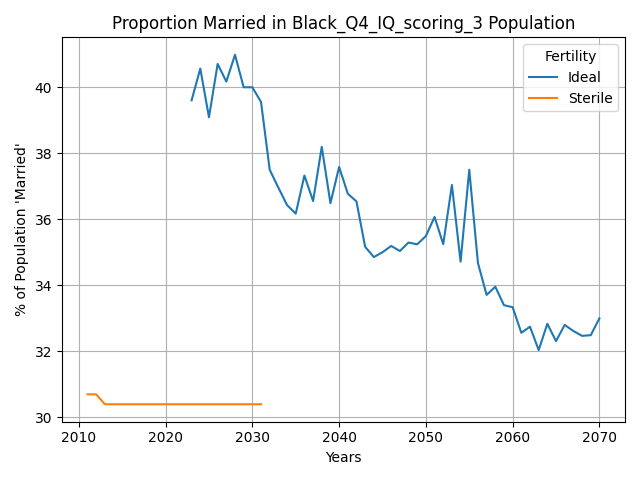 Proportion Married in Black_Q4_IQ_scoring_3 Population
Fertility
Ideal
Sterile
% of Population 'Married'
40
38
36
34
32
30
2010
2020
2030
2040
2050
2060
2070
Years